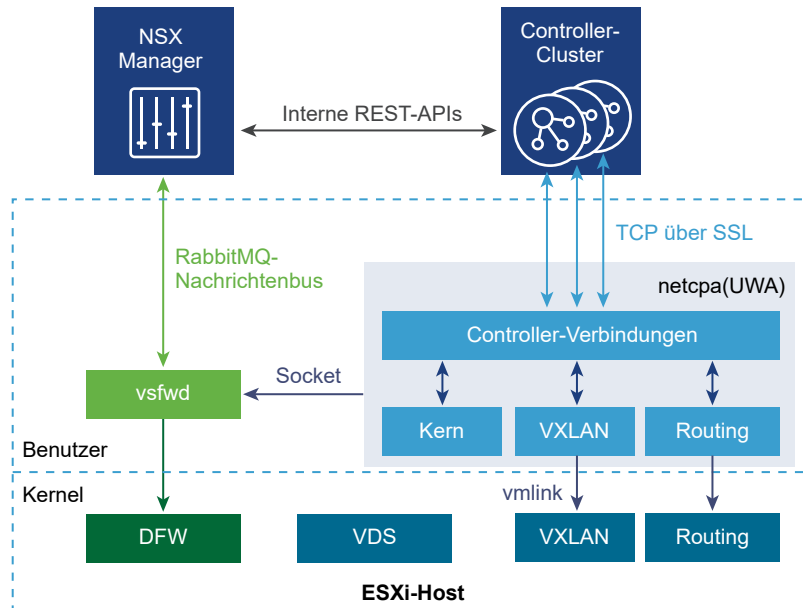 NSX
Manager
Controller-
Cluster
Interne REST-APIs
TCP über SSL
RabbitMQ-
Nachrichtenbus
netcpa(UWA)
Controller-Verbindungen
Socket
vsfwd
Kern
VXLAN
Routing
Benutzer
Kernel
vmlink
DFW
VDS
VXLAN
Routing
ESXi-Host